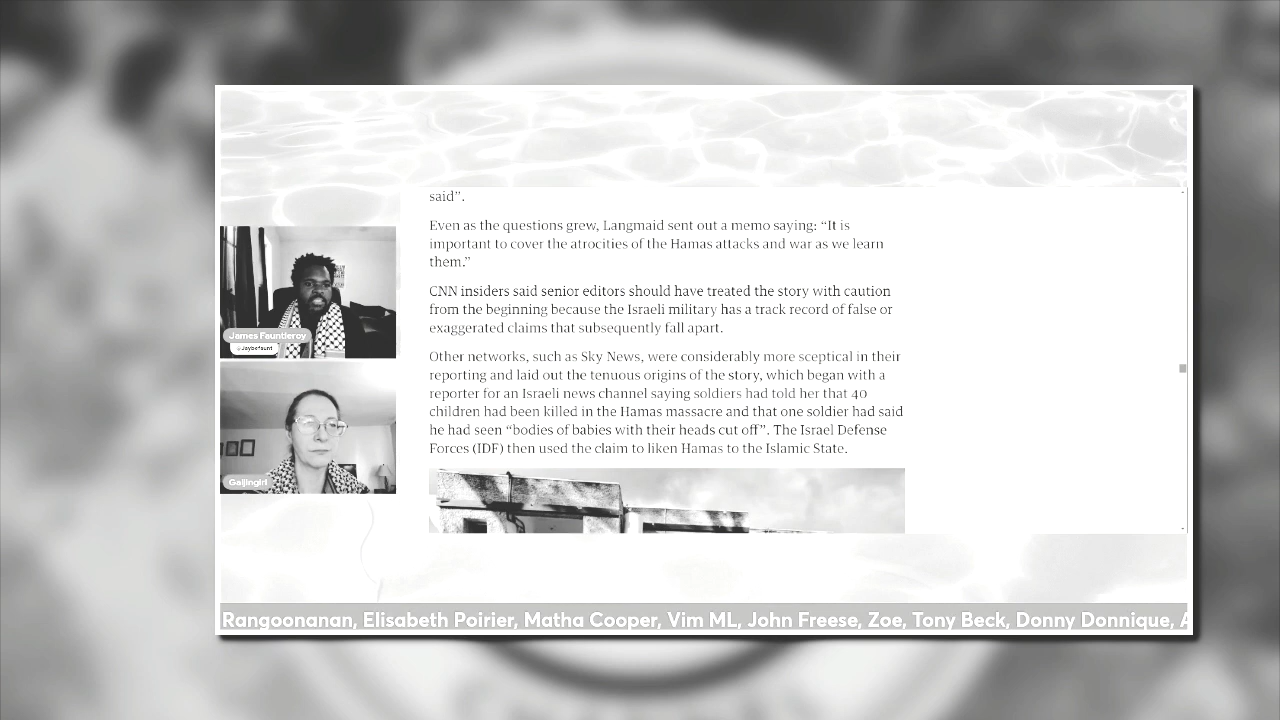 said”.
Even as the questions grew, Langmaid sent out a memo saying: “It is
important to cover the atrocities of the Hamas attacks and war as we learn
them.”
CNN insiders said senior editors should have treated the story with caution
from the beginning because the Israeli military has a track record of false or
exaggerated claims that subsequently fall apart.
Other networks, such as Sky News, were considerably more sceptical in their
reporting and laid out the tenuous origins of the story, which began with a
reporter for an Israeli news channel saying soldiers had told her that 40
children had been killed in the Hamas massacre and that one soldier had said
he had seen “bodies of babies with their heads cut off”. The Israel Defense
Forces (IDF) then used the claim to liken Hamas to the Islamic State.
James Fauntleroy
@Jaybefaunt
Gaijingirl
Rangoonanan, Elisabeth Poirier, Matha Cooper, Vim ML, John Freese, Zoe, Tony Beck, Donny Donnique, A